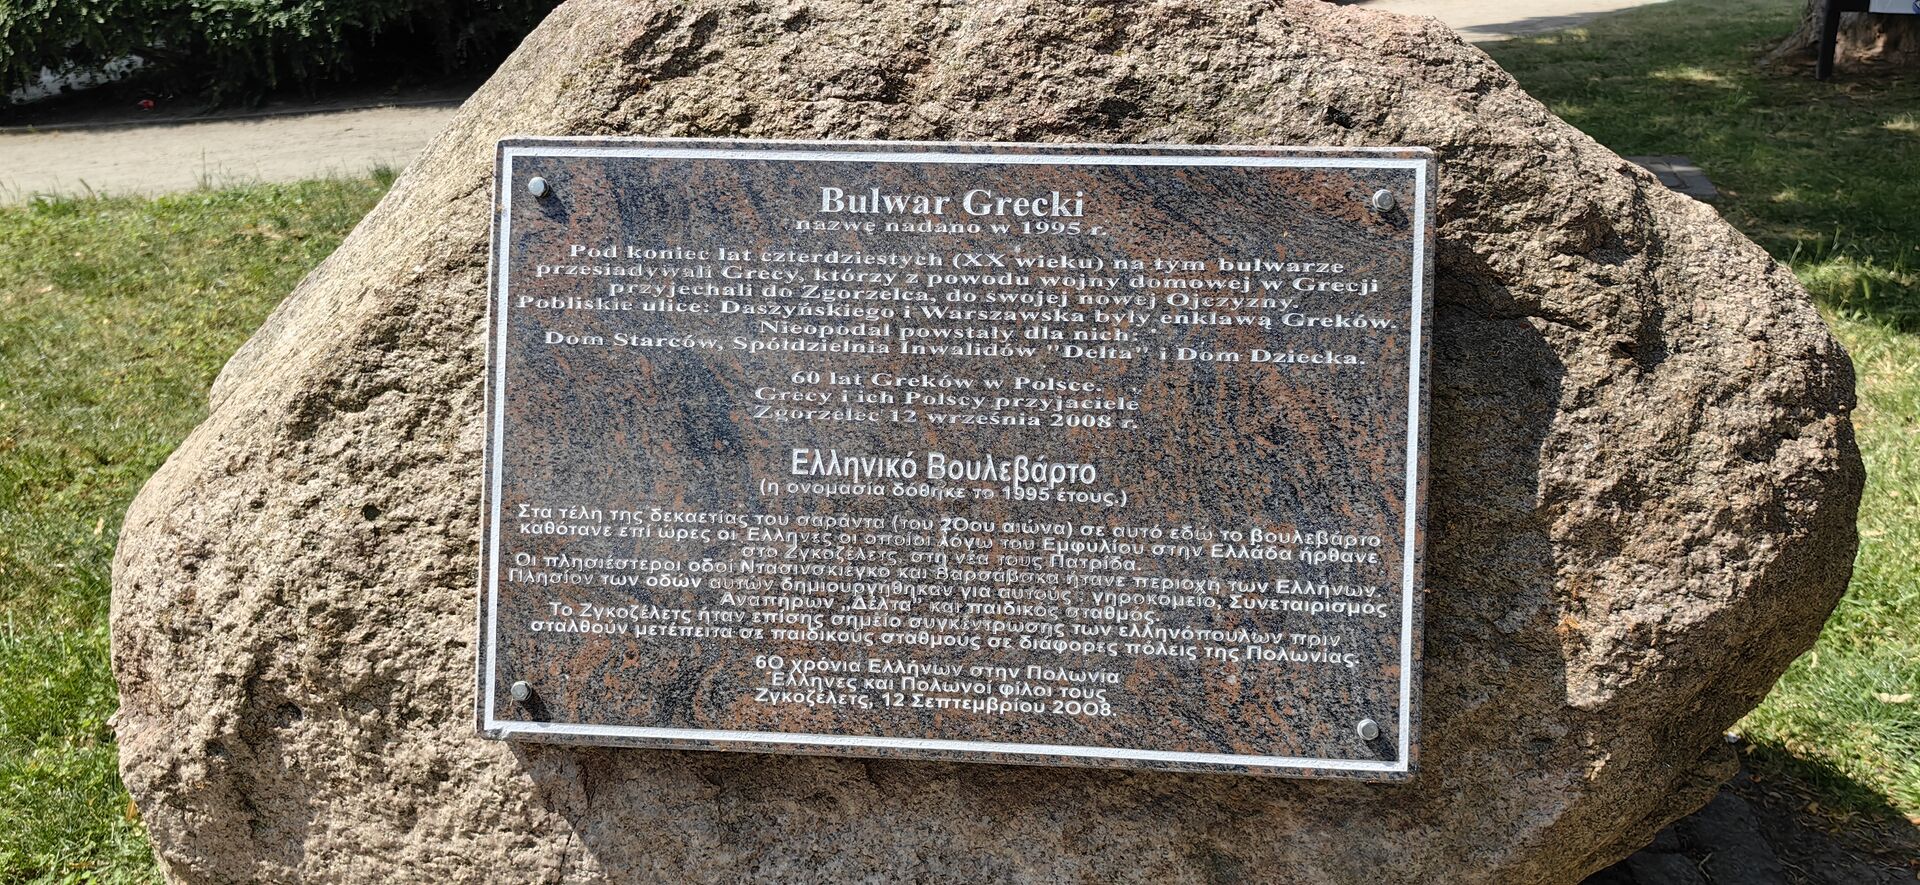 Bulwar Grecki
nazwę nadano w 1995 r.
Pod koniec lat czterdziestych (XX wieku) na tym bulwarze
przesiadywali Grecy, którzy z powodu wojny domowej w Grecji
przyjechali do Zgorzelca, do swojej nowej Ojczyzny.
Pobliskie ulice: Daszyńskiego i Warszawska były enklawą Greków.
Nieopodal powstały dla nich:
Dom Starców, Spółdzielnia Inwalidów "Delta" i Dom Dziecka.
60 lat Greków w Polsce.
Grecy i ich Polscy przyjaciele
Zgorzelec 12 września 2008 r.
Ελληνικό Βουλεβάρτο
(η ονομασία δόθηκε το 1995 έτους.)
Στα τέλη της δεκαετίας του σαράντα (του 20ου αιώνα) σε αυτό εδώ το βουλεβάρτο
καθότανε επί ώρες οι Έλληνες οι οποίοι λόγω του Εμφυλίου στην Ελλάδα ήρθανε
στο Ζγκοζέλετς, στη νέα τους Πατρίδα.
Οι πλησιέστεροι οδοί Ντασινσκιέγκο και Βαρσάβσκα ήτανε περιοχή των Ελλήνων.
Πλησίον των οδών αυτών δημιουργήθηκαν για αυτούς: γηροκομείο, Συνεταιρισμός
Αναπήρων „Δέλτα" και παιδικός σταθμός.
Το Ζγκοζέλετς ήταν επίσης σημείο συγκέντρωσης των ελληνόπουλων πριν
σταλθούν μετέπειτα σε παιδικούς σταθμούς σε διάφορες πόλεις της Πολωνίας.
60 χρόνια Ελλήνων στην Πολωνία
Έλληνες και Πολωνοί φίλοι τους
Ζγκοζέλετς, 12 Σεπτεμβρίου 2008.